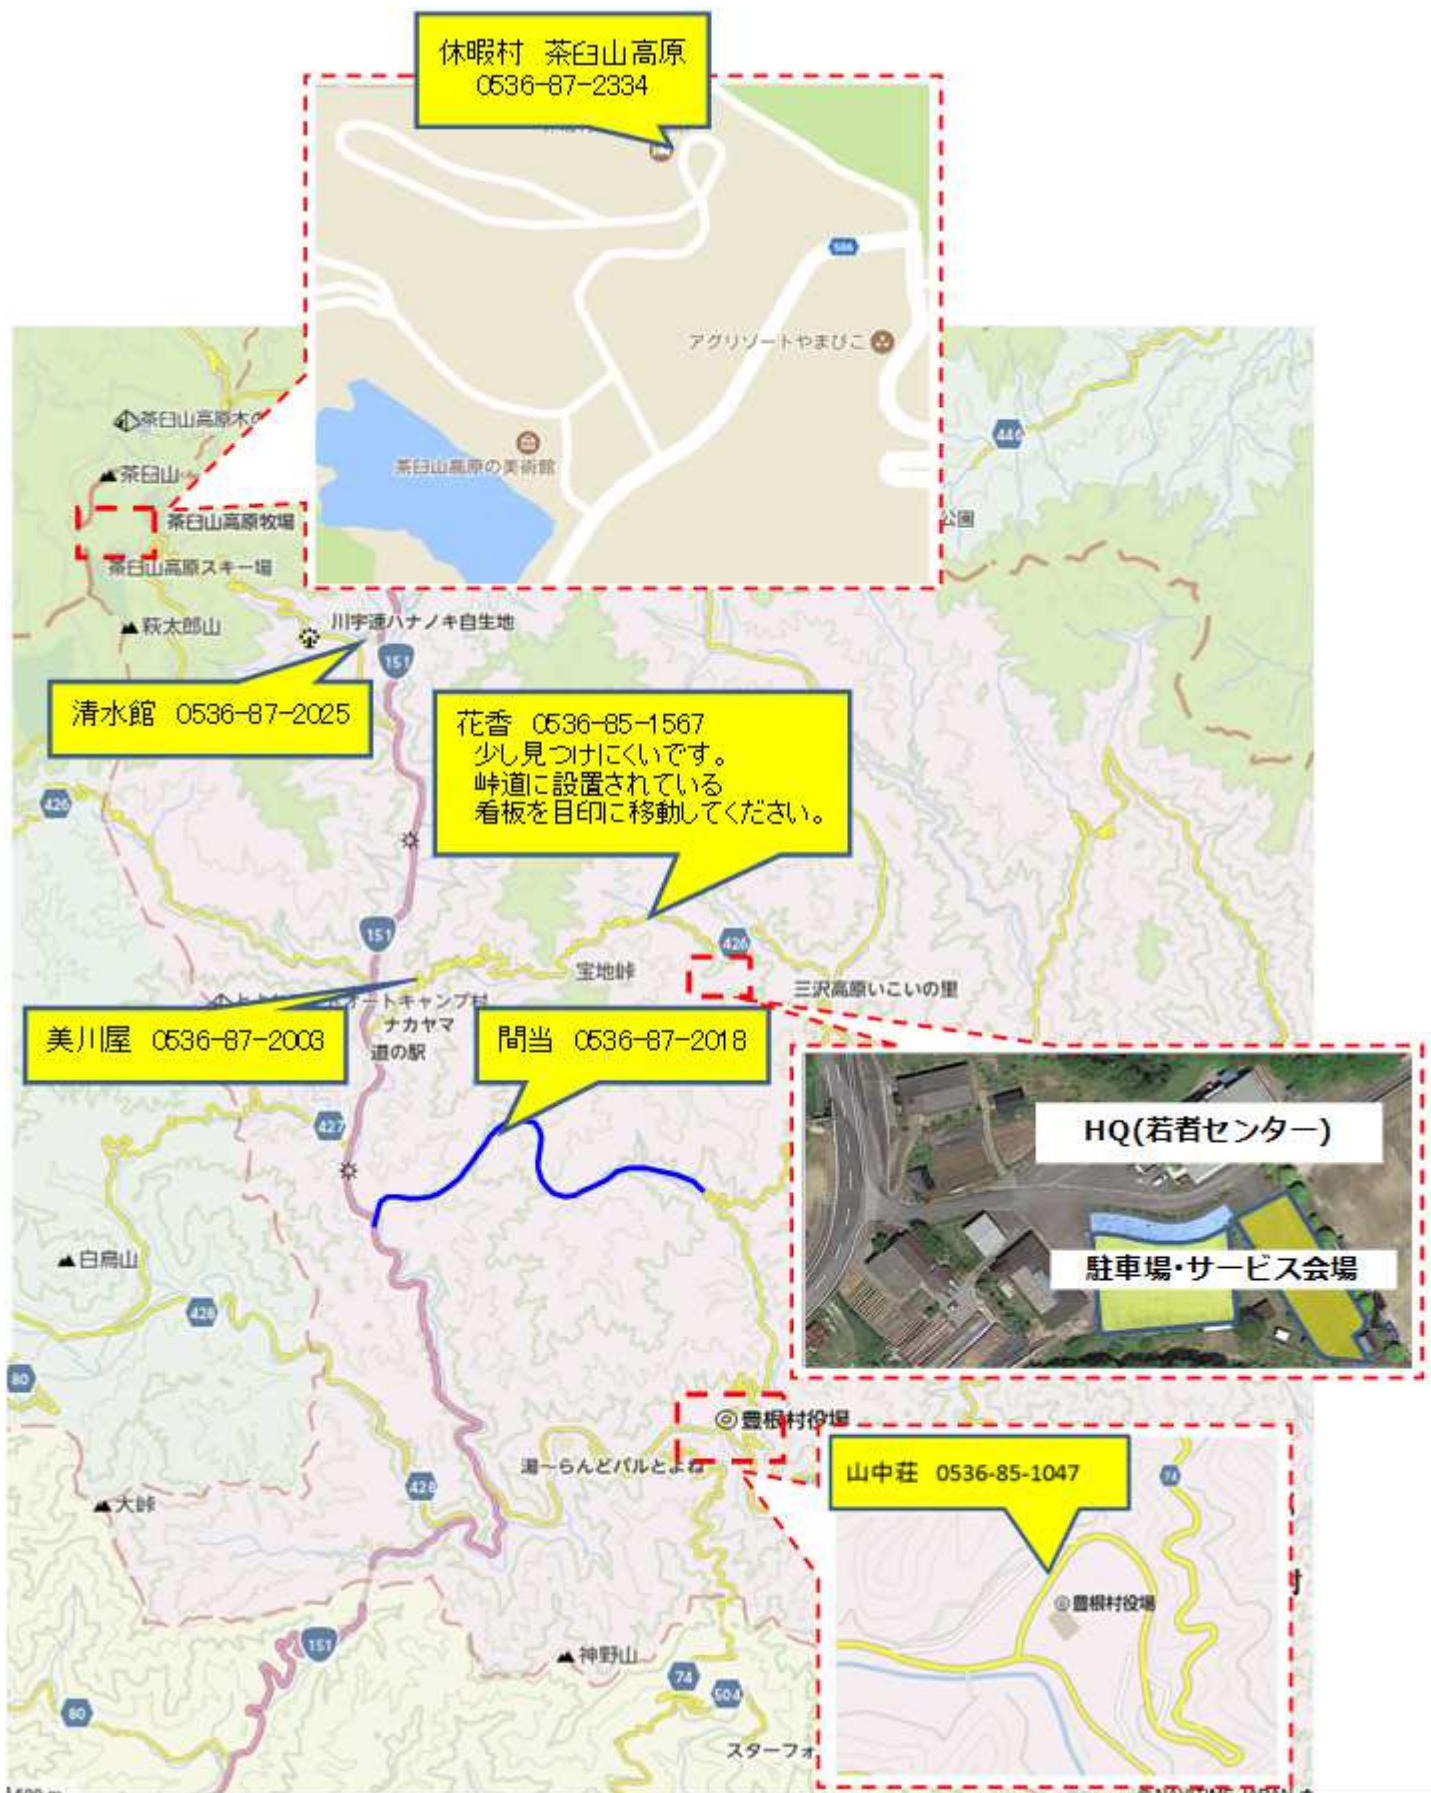 休暇村 茶臼山高原
0536-87-2334
586
アグリゾートやまびこ
茶臼山高原の美術館
茶臼山高原木の
446
茶臼山
茶臼山高原牧場
公園
茶臼山高原スキー場
萩太郎山
川宇連ハナノキ自生地
151
清水館 0536-87-2025
花香 0536-85-1567
少し見つけにくいです。
峠道に設置されている
看板を目印に移動してください。
426
151
426
宝地峠
三沢高原いこいの里
オートキャンプ村
ナカヤマ
道の駅
美川屋 0536-87-2003
間当 0536-87-2018
HQ(若者センター)
駐車場・サービス会場
427
白鳥山
428
80
豊根村役場
湯~らんどパルとよね
山中荘 0536-85-1047
74
428
大峠
豊根村役場
村
151
神野山
74
504
80
スターフォ